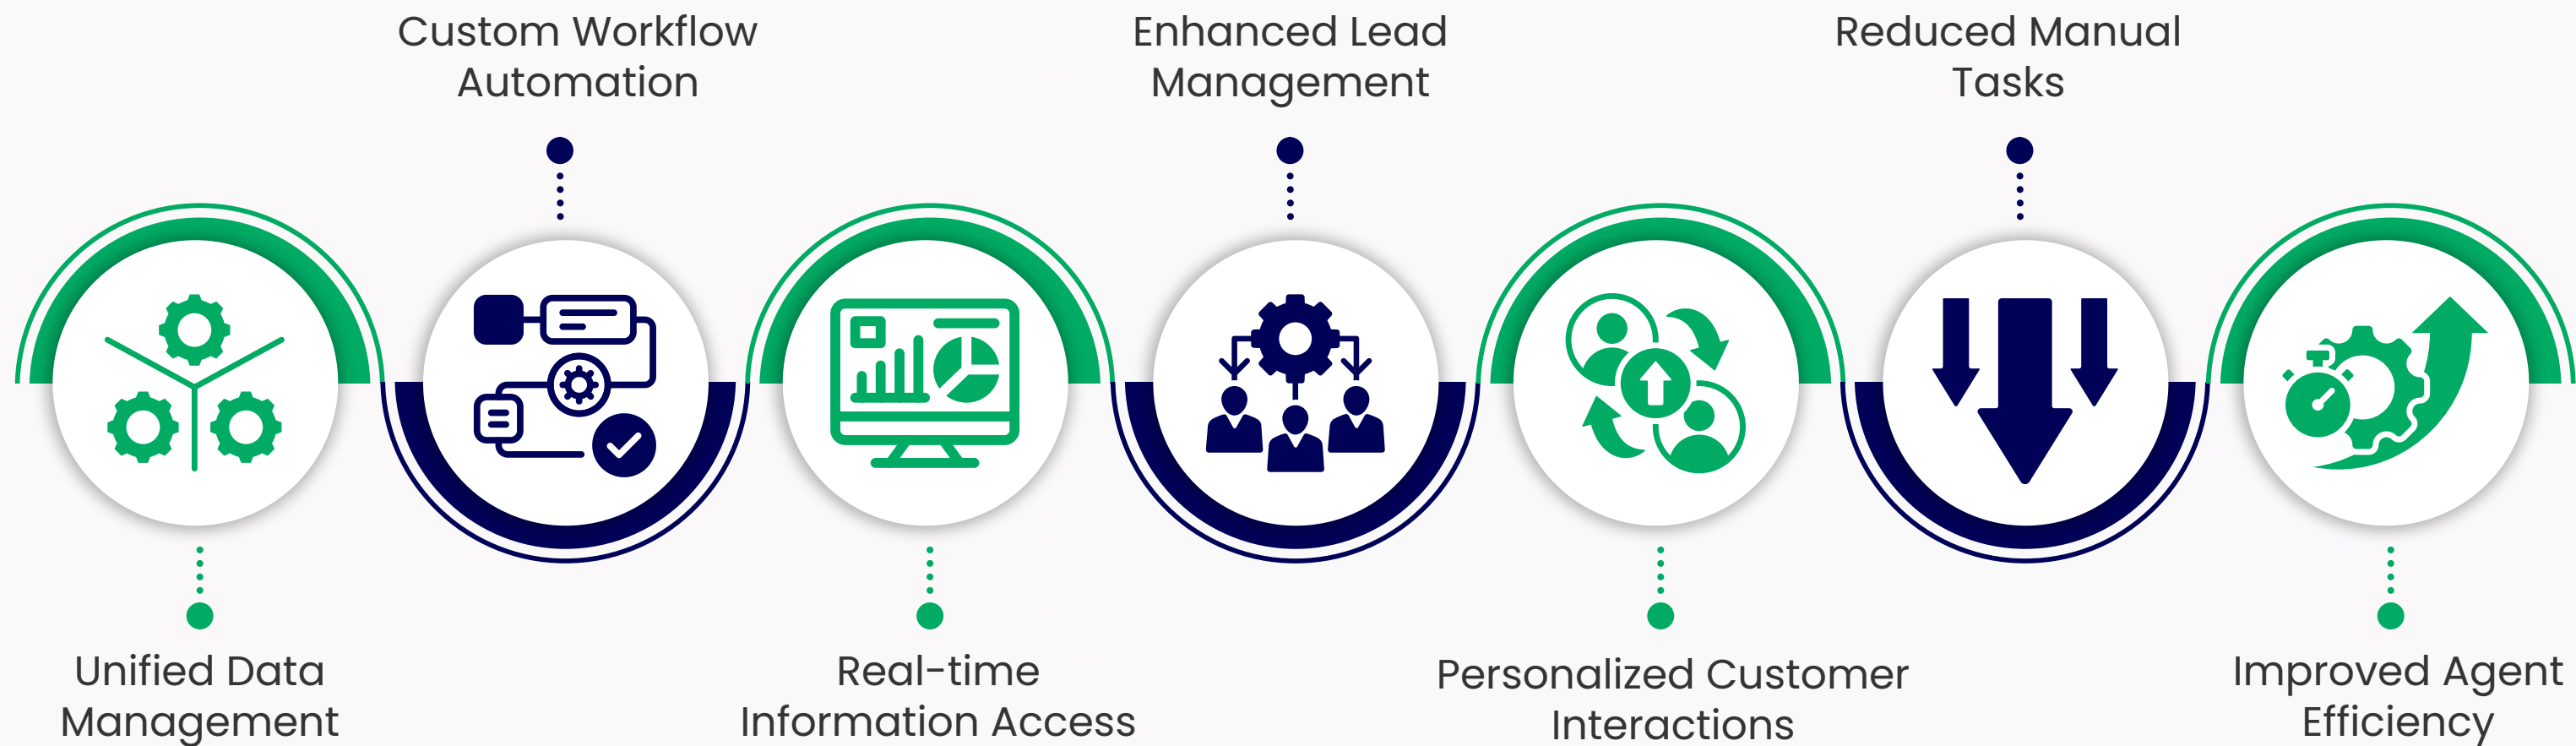 Custom Workflow
Automation
Enhanced Lead
Management
Reduced Manual
Tasks
Unified Data
Management
Real-time
Information Access
Personalized Customer
Interactions
Improved Agent
Efficiency